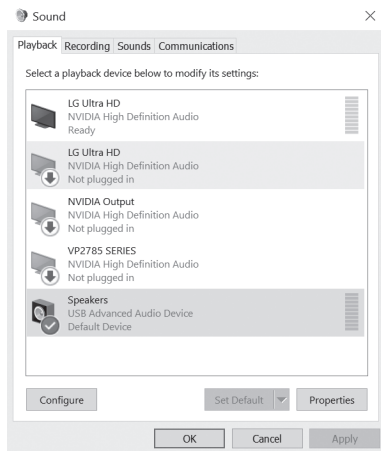 Sound
Playback Recording Sounds Communications
Select a playback device below to modify its settings:
LG Ultra HD
NVIDIA High Definition Audio
Ready
LG Ultra HD
NVIDIA High Definition Audio
Not plugged in
NVIDIA Output
NVIDIA High Definition Audio
Not plugged in
VP2785 SERIES
NVIDIA High Definition Audio
Not plugged in
Speakers
USB Advanced Audio Device
Default Device
Configure Set Default Properties
OK Cancel Apply